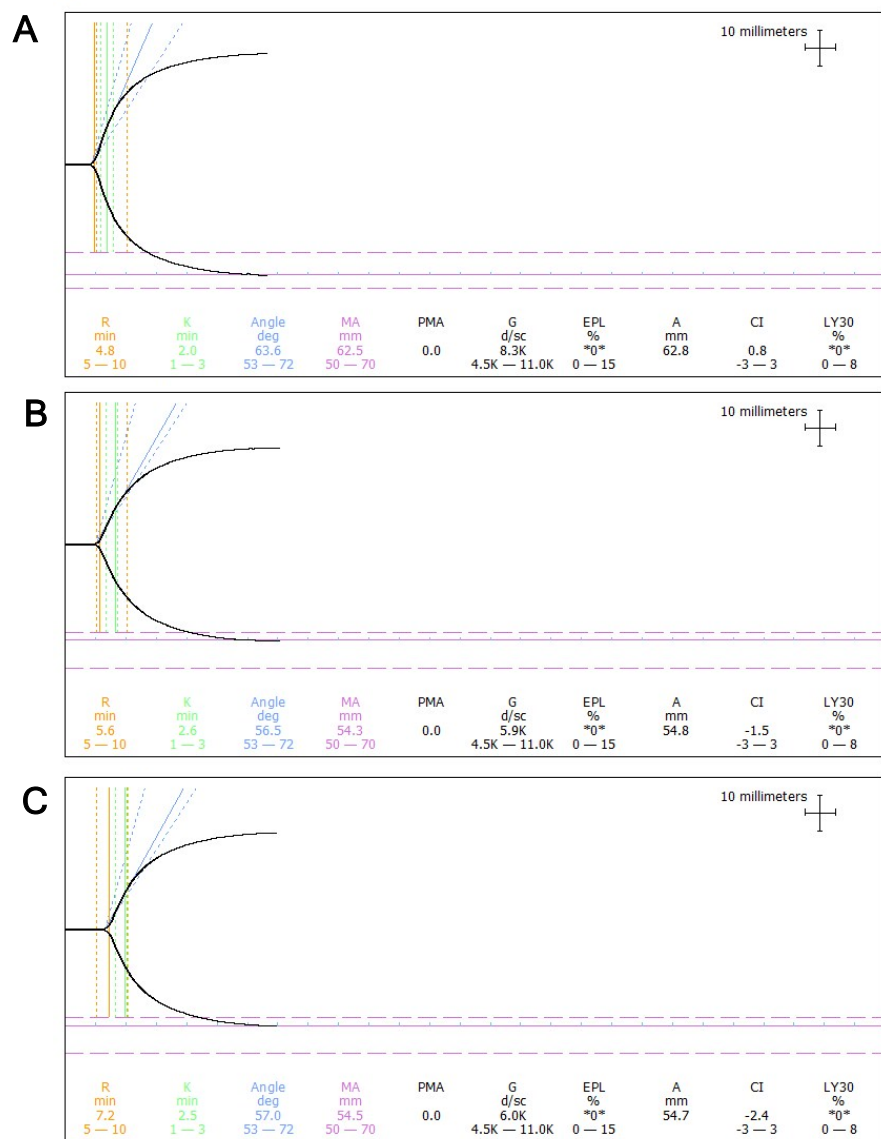 A
10 millimeters
R K Angle MA PMA G EPL A CI LY30
min min deg mm d/sc % mm %
4.8 2.0 63.6 62.5 0.0 8.3K *0* 62.8 0.8 *0*
5 — 10 1 — 3 53 — 72 50 — 70 4.5K — 11.0K 0 — 15 -3 — 3 0 — 8
B
10 millimeters
R K Angle MA PMA G EPL A CI LY30
min min deg mm d/sc % mm %
5.6 2.6 56.5 54.3 0.0 5.9K *0* 54.8 -1.5 *0*
5 — 10 1 — 3 53 — 72 50 — 70 4.5K — 11.0K 0 — 15 -3 — 3 0 — 8
C
10 millimeters
R K Angle MA PMA G EPL A CI LY30
min min deg mm d/sc % mm %
7.2 2.5 57.0 54.5 0.0 6.0K *0* 54.7 -2.4 *0*
5 — 10 1 — 3 53 — 72 50 — 70 4.5K — 11.0K 0 — 15 -3 — 3 0 — 8